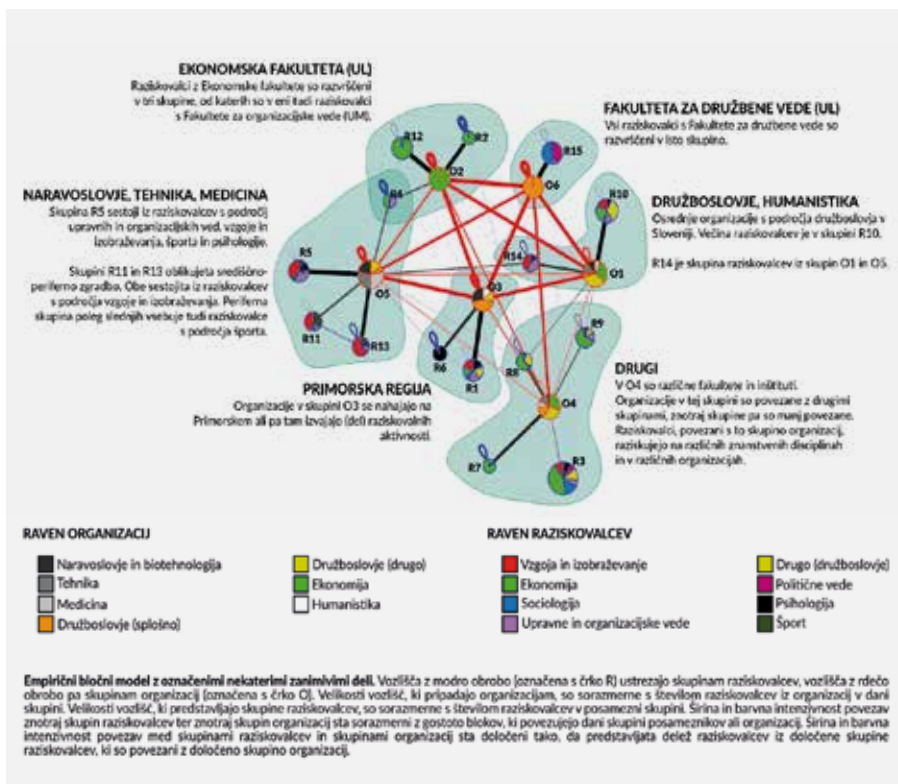 EKONOMSKA FAKULTETA (UL)
Raziskovalci z Ekonomske fakultete so razvrščeni
v tri skupine, od katerih so v eni tudi raziskovalci
s Fakultete za organizacijske vede (UM).
FAKULTETA ZA DRUŽBENE VEDE (UL)
Vsi raziskovalci s Fakultete za družbene vede so
razvrščeni v isto skupino.
NARAVOSLOVJE, TEHNIKA, MEDICINA
Skupina R5 sestoji iz raziskovalcev s področij
upravnih in organizacijskih ved, vzgoje in
izobraževanja, športa in psihologije.
Skupini R11 in R13 oblikujeta središčno-
periferno zgradbo. Obe sestojita iz raziskovalcev
s področja vzgoje in izobraževanja. Periferna
skupina poleg slednjih vsebuje tudi raziskovalce
s področja športa.
DRUŽBOSLOVJE, HUMANISTIKA
Osrednje organizacije s področja družboslovja v
Sloveniji. Večina raziskovalcev je v skupini R10.
R14 je skupina raziskovalcev iz skupin O1 in O5.
PRIMORSKA REGIJA
Organizacije v skupini O3 se nahajajo na
Primorskem ali pa tam izvajajo (del) raziskovalnih
aktivnosti.
DRUGI
V O4 so različne fakultete in inštituti.
Organizacije v tej skupini so povezane z drugimi
skupinami, znotraj skupine pa so manj povezane.
Raziskovalci, povezani s to skupino organizacij,
raziskujejo na različnih znanstvenih disciplinah
in v različnih organizacijah.
R12
R2
O2
R15
O6
R4
R10
R5
O5
R14
O1
O3
R11
R13
R6
R1
R8
R9
O4
R7
R3
RAVEN ORGANIZACIJ
Naravoslovje in biotehnologija
Tehnika
Medicina
Družboslovje (splošno)
Družboslovje (drugo)
Ekonomija
Humanistika
RAVEN RAZISKOVALCEV
Vzgoja in izobraževanje
Ekonomija
Sociologija
Upravne in organizacijske vede
Drugo (družboslovje)
Politične vede
Psihologija
Šport
Empirični bločni model z označenimi nekaterimi zanimivimi deli. Vozlišča z modro obrobo (označena s črko R) ustrezajo skupinam raziskovalcev, vozlišča z rdečo
obrobo pa skupinam organizacij (označena s črko O). Velikosti vozlišč, ki pripadajo organizacijam, so sorazmerne s številom raziskovalcev iz organizacij v dani
skupini. Velikosti vozlišč, ki predstavljajo skupine raziskovalcev, so sorazmerne s številom raziskovalcev v posamezni skupini. Širina in barvna intenzivnost povezav
znotraj skupin raziskovalcev ter znotraj skupin organizacij sta sorazmerni z gostoto blokov, ki povezujejo dani skupini posameznikov ali organizacij. Širina in barvna
intenzivnost povezav med skupinami raziskovalcev in skupinami organizacij sta določeni tako, da predstavljata delež raziskovalcev iz določene skupine
raziskovalcev, ki so povezani z določeno skupino organizacij.